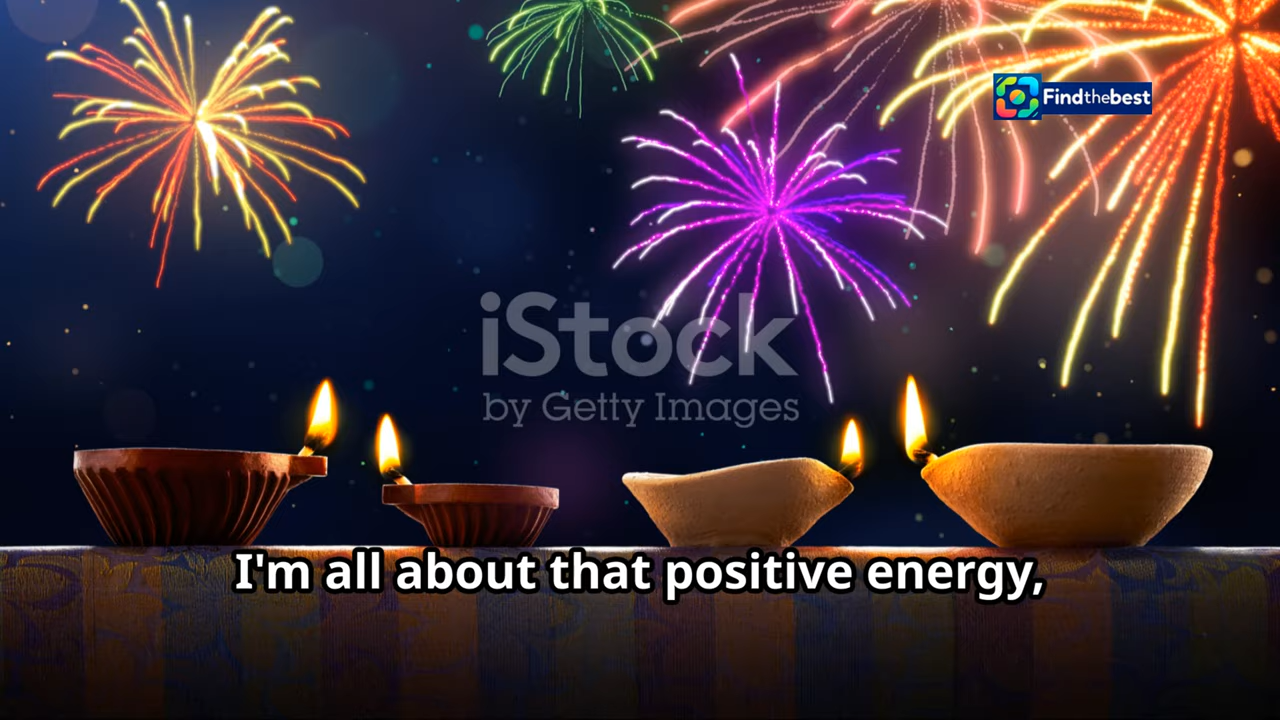 Findthebest
iStock
by Getty Images
I'm all about that positive energy,